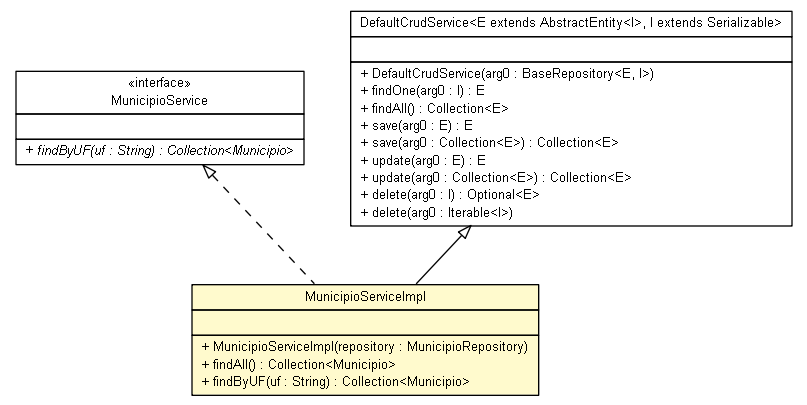 DefaultCrudService<E extends AbstractEntity<I>, I extends Serializable>
+ DefaultCrudService(arg0 : BaseRepository<E, I>)
+ findOne(arg0 : I) : E
+ findAll() : Collection<E>
+ save(arg0 : E) : E
+ save(arg0 : Collection<E>) : Collection<E>
+ update(arg0 : E) : E
+ update(arg0 : Collection<E>) : Collection<E>
+ delete(arg0 : I) : Optional<E>
+ delete(arg0 : Iterable<I>)
«interface»
MunicipioService
+ findByUF(uf : String) : Collection<Municipio>
MunicipioServiceImpl
+ MunicipioServiceImpl(repository : MunicipioRepository)
+ findAll() : Collection<Municipio>
+ findByUF(uf : String) : Collection<Municipio>